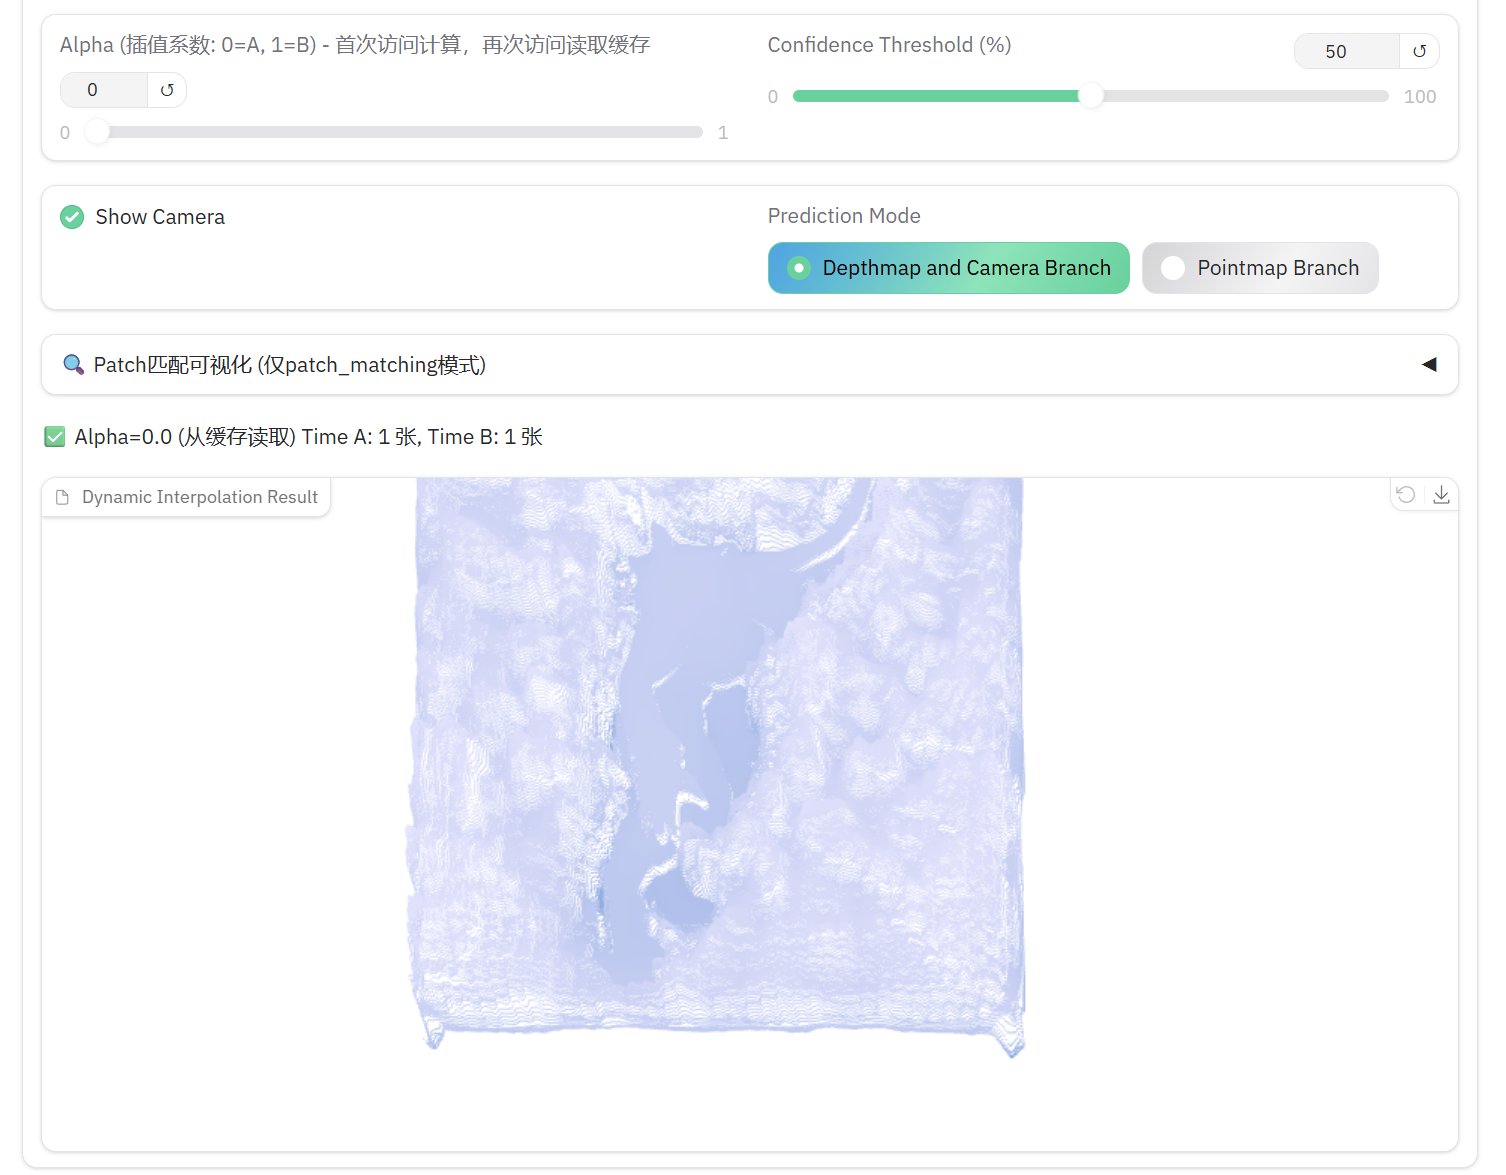 Alpha (插值系数: 0=A, 1=B) - 首次访问计算，再次访问读取缓存
0
0 1
Confidence Threshold (%)
50
0 100
Show Camera
Prediction Mode
Depthmap and Camera Branch
Pointmap Branch
Patch匹配可视化 (仅patch_matching模式)
Alpha=0.0 (从缓存读取) Time A: 1 张, Time B: 1 张
Dynamic Interpolation Result